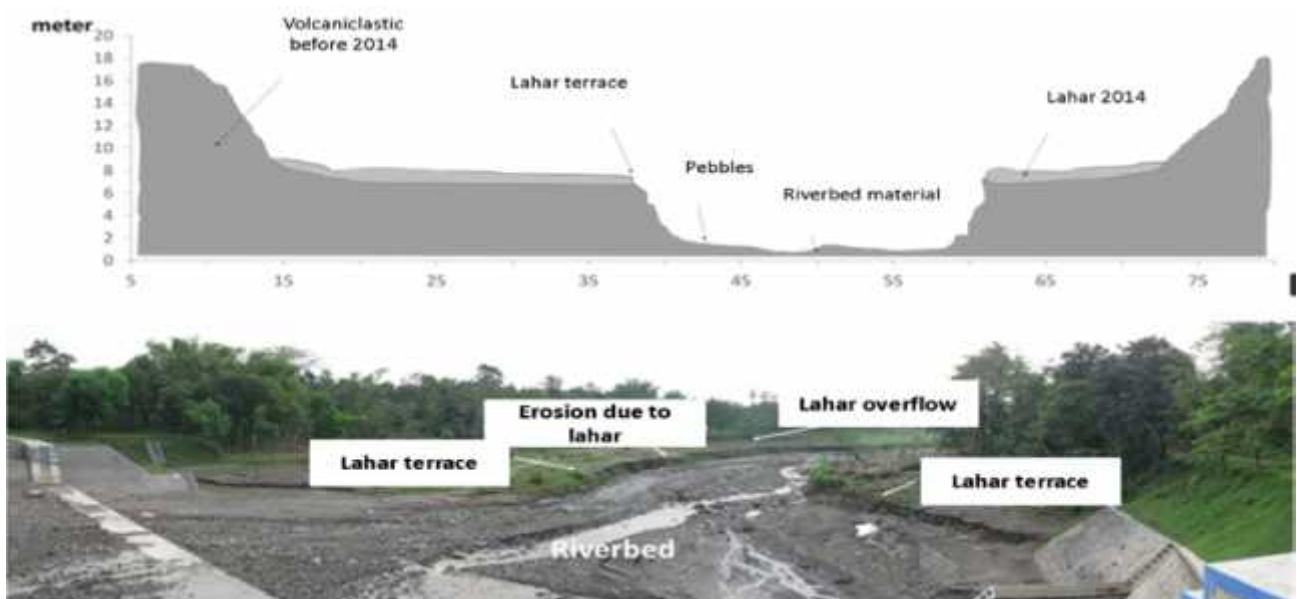 meter
Volcaniclastic
before 2014
20
18
16
14
12
10
8
6
4
2
0
Lahar terrace
Lahar 2014
Pebbles
Riverbed material
5
15
25
35
45
55
65
75
Lahar overflow
Erosion due to
lahar
Lahar terrace
Lahar terrace
Riverbed